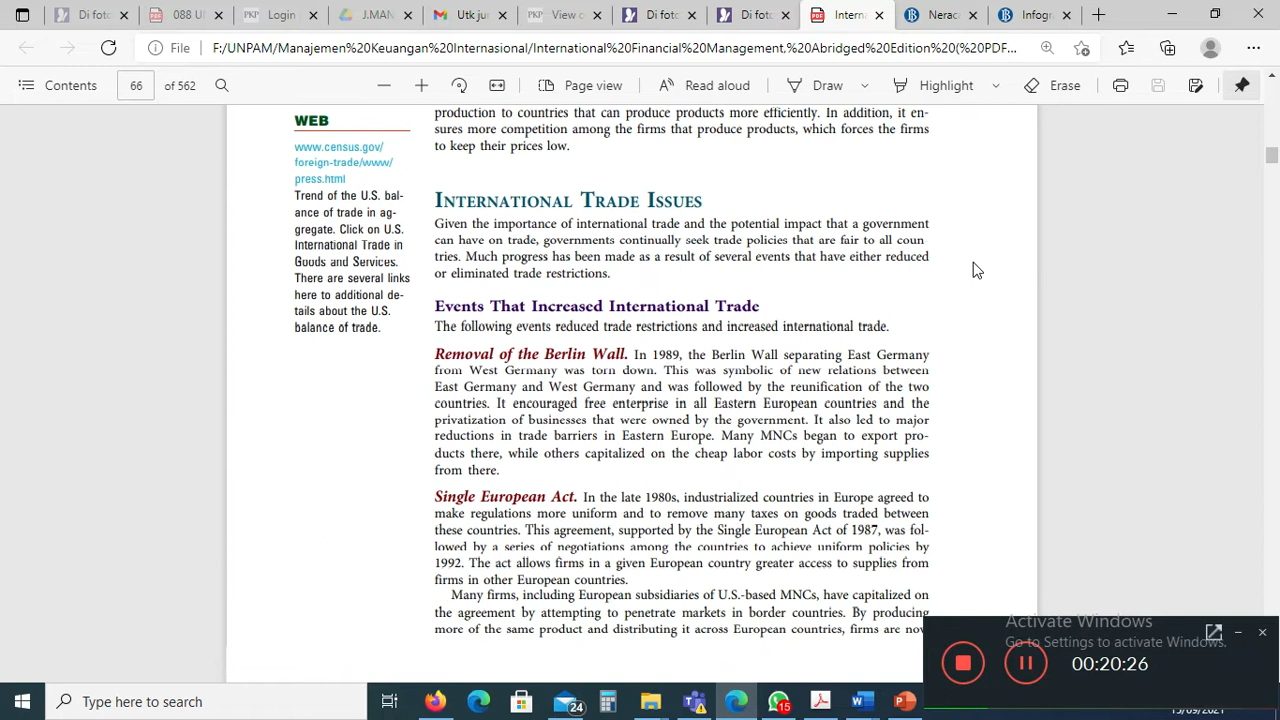 088 US
Login
J.MAN
Utk jur
View co
Di foto
Di foto
Interna
Neraca
Infogr
File
F:/UNPAM/Manajemen%20Keuangan%20Internasional/International%20Financial%20Management,%20Abridged%20Edition%20(%20PDF...
Contents
66
of 562
Page view
Read aloud
Draw
Highlight
Erase
production to countries that can produce products more efficiently. In addition, it en-
sures more competition among the firms that produce products, which forces the firms
to keep their prices low.
WEB
www.census.gov/
foreign-trade/www/
press.html
Trend of the U.S. bal-
ance of trade in ag-
gregate. Click on U.S.
International Trade in
Goods and Services.
There are several links
here to additional de-
tails about the U.S.
balance of trade.
INTERNATIONAL TRADE ISSUES
Given the importance of international trade and the potential impact that a government
can have on trade, governments continually seek trade policies that are fair to all coun
tries. Much progress has been made as a result of several events that have either reduced
or eliminated trade restrictions.
Events That Increased International Trade
The following events reduced trade restrictions and increased international trade.
Removal of the Berlin Wall. In 1989, the Berlin Wall separating East Germany
from West Germany was torn down. This was symbolic of new relations between
East Germany and West Germany and was followed by the reunification of the two
countries. It encouraged free enterprise in all Eastern European countries and the
privatization of businesses that were owned by the government. It also led to major
reductions in trade barriers in Eastern Europe. Many MNCs began to export pro-
ducts there, while others capitalized on the cheap labor costs by importing supplies
from there.
Single European Act. In the late 1980s, industrialized countries in Europe agreed to
make regulations more uniform and to remove many taxes on goods traded between
these countries. This agreement, supported by the Single European Act of 1987, was fol-
lowed by a series of negotiations among the countries to achieve uniform policies by
1992. The act allows firms in a given European country greater access to supplies from
firms in other European countries.
Many firms, including European subsidiaries of U.S.-based MNCs, have capitalized on
the agreement by attempting to penetrate markets in border countries. By producing
more of the same product and distributing it across European countries, firms are now
Activate Windows
Go to Settings to activate Windows.
00:20:26
Type here to search
24
15
15/09/2021